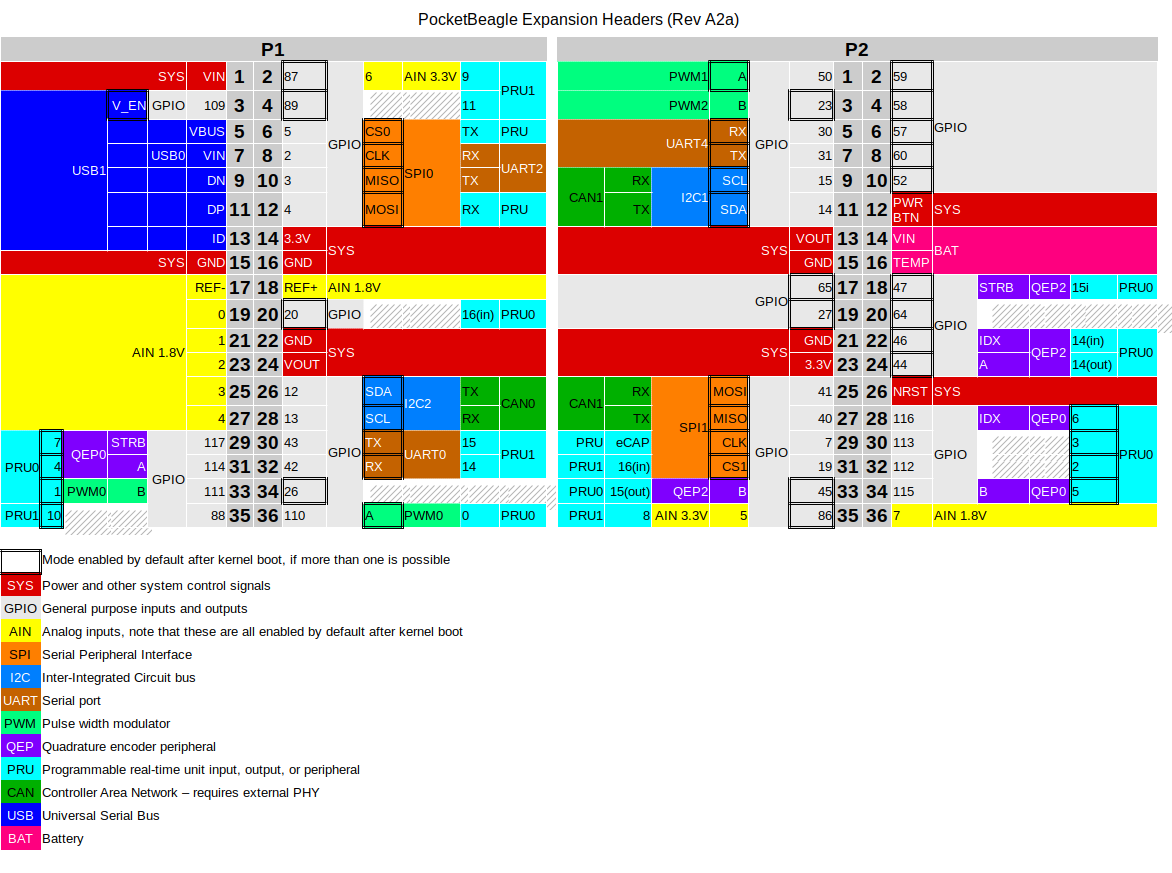 PocketBeagle Expansion Headers (Rev A2a)
P1 P2
SYS VIN 1 2 87 6 AIN 3.3V 9 PRU1 PWM1 A 50 1 2 59
V_EN GPIO 109 3 4 89 11 PWM2 B 23 3 4 58 GPIO
VBUS 5 6 5 GPIO CS0 TX PRU UART4 RX GPIO 30 5 6 57
USB1 USB0 VIN 7 8 2 CLK SPI0 RX UART2 TX 31 7 8 60
DN 9 10 3 MISO TX CAN1 RX I2C1 SCL 15 9 10 52
DP 11 12 4 MOSI RX PRU TX SDA 14 11 12 PWR BTN SYS
ID 13 14 3.3V SYS SYS VOUT 13 14 VIN BAT
SYS GND 15 16 GND GND 15 16 TEMP
REF- 17 18 REF+ AIN 1.8V GPIO 65 17 18 47 GPIO STRB QEP2 15i PRU0
0 19 20 20 GPIO 16(in) PRU0 27 19 20 64
AIN 1.8V 1 21 22 GND SYS SYS GND 21 22 46 IDX QEP2 14(in) PRU0
2 23 24 VOUT 3.3V 23 24 44 A 14(out)
3 25 26 12 GPIO SDA I2C2 TX CAN0 CAN1 RX SPI1 MOSI GPIO 41 25 26 NRST SYS
4 27 28 13 SCL RX TX MISO 40 27 28 116 GPIO IDX QEP0 6 PRU0
PRU0 7 QEP0 STRB GPIO 117 29 30 43 TX UART0 15 PRU1 PRU eCAP CLK 7 29 30 113 3
4 A 114 31 32 42 RX 14 PRU1 16(in) CS1 19 31 32 112 2
1 PWM0 B 111 33 34 26 PRU0 15(out) QEP2 B 45 33 34 115 B QEP0 5
PRU1 10 88 35 36 110 A PWM0 0 PRU0 PRU1 8 AIN 3.3V 5 86 35 36 7 AIN 1.8V
Mode enabled by default after kernel boot, if more than one is possible
SYS Power and other system control signals
GPIO General purpose inputs and outputs
AIN Analog inputs, note that these are all enabled by default after kernel boot
SPI Serial Peripheral Interface
I2C Inter-Integrated Circuit bus
UART Serial port
PWM Pulse width modulator
QEP Quadrature encoder peripheral
PRU Programmable real-time unit input, output, or peripheral
CAN Controller Area Network – requires external PHY
USB Universal Serial Bus
BAT Battery